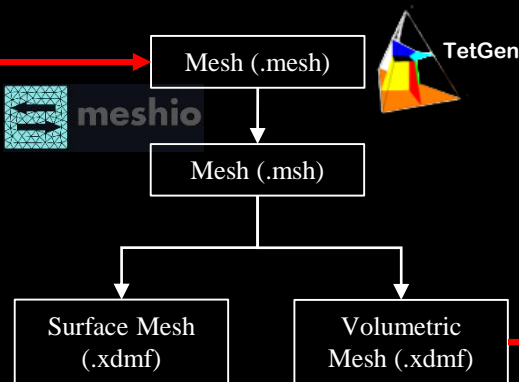 Mesh (.mesh)
TetGen
meshio
Mesh (.msh)
Surface Mesh
(.xdmf)
Volumetric
Mesh (.xdmf)